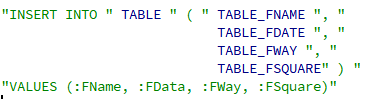 "INSERT INTO " TABLE " ( " TABLE_FNAME ", "
TABLE_FDATE ", "
TABLE_FWAY ", "
TABLE_FSQUARE" ) "
"VALUES (:FName, :FData, :FWay, :FSquare)"